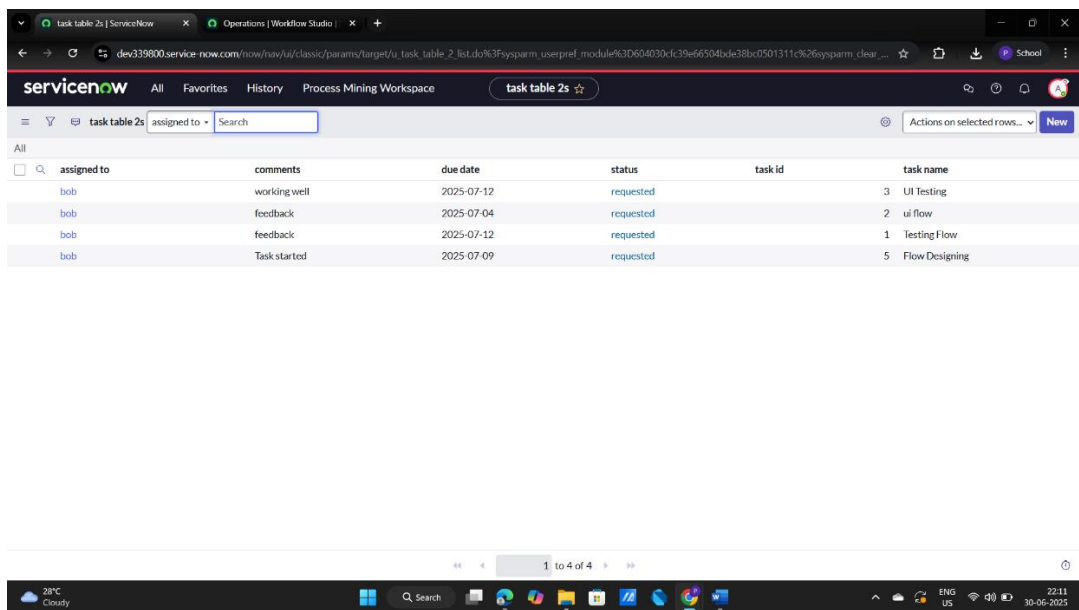 task table 2s | ServiceNow
Operations | Workflow Studio |
dev339800.service-now.com/now/nav/ui/classic/params/target/u_task_table_2_list.do%3Fsysparm_userpref_module%3D604030cfc39e66504bde38bc0501311c%26sysparm_clear_...
P School
servicenow All Favorites History Process Mining Workspace task table 2s
task table 2s assigned to Search Actions on selected rows... New
All
assigned to comments due date status task id task name
bob working well 2025-07-12 requested 3 UI Testing
bob feedback 2025-07-04 requested 2 ui flow
bob feedback 2025-07-12 requested 1 Testing Flow
bob Task started 2025-07-09 requested 5 Flow Designing
1 to 4 of 4
28°C
Cloudy
Search
ENG
US
22:11
30-06-2025